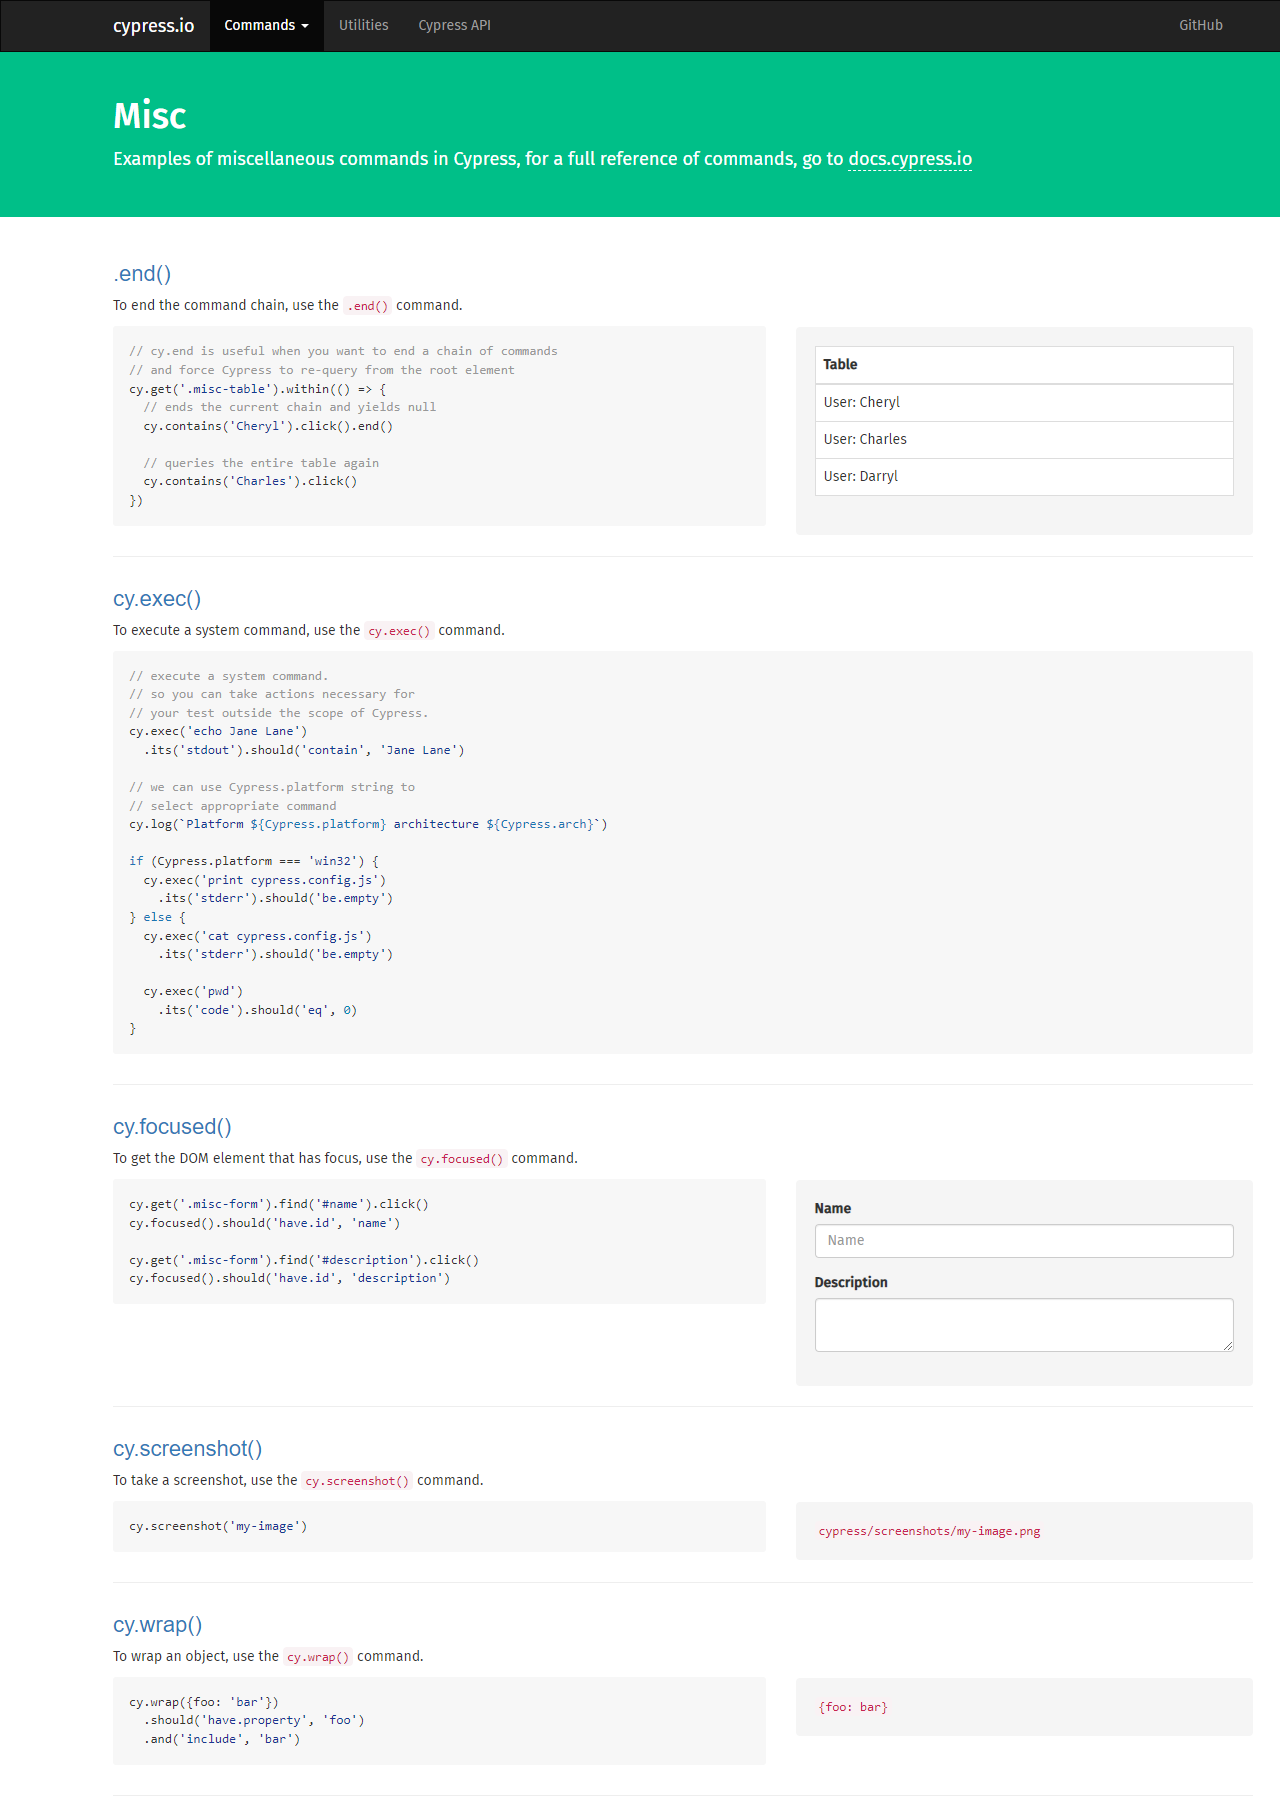 cypress.io Commands Utilities Cypress API GitHub
Misc
Examples of miscellaneous commands in Cypress, for a full reference of commands, go to docs.cypress.io
.end()
To end the command chain, use the .end() command.
// cy.end is useful when you want to end a chain of commands
// and force Cypress to re-query from the root element
cy.get('.misc-table').within(() => {
  // ends the current chain and yields null
  cy.contains('Cheryl').click().end()
  // queries the entire table again
  cy.contains('Charles').click()
})
Table
User: Cheryl
User: Charles
User: Darryl
cy.exec()
To execute a system command, use the cy.exec() command.
// execute a system command.
// so you can take actions necessary for
// your test outside the scope of Cypress.
cy.exec('echo Jane Lane')
  .its('stdout').should('contain', 'Jane Lane')
// we can use Cypress.platform string to
// select appropriate command
cy.log(`Platform ${Cypress.platform} architecture ${Cypress.arch}`)
if (Cypress.platform === 'win32') {
  cy.exec('print cypress.config.js')
    .its('stderr').should('be.empty')
} else {
  cy.exec('cat cypress.config.js')
    .its('stderr').should('be.empty')
  cy.exec('pwd')
    .its('code').should('eq', 0)
}
cy.focused()
To get the DOM element that has focus, use the cy.focused() command.
cy.get('.misc-form').find('#name').click()
cy.focused().should('have.id', 'name')
cy.get('.misc-form').find('#description').click()
cy.focused().should('have.id', 'description')
Name
Name
Description
cy.screenshot()
To take a screenshot, use the cy.screenshot() command.
cy.screenshot('my-image')
cypress/screenshots/my-image.png
cy.wrap()
To wrap an object, use the cy.wrap() command.
cy.wrap({foo: 'bar'})
  .should('have.property', 'foo')
  .and('include', 'bar')
{foo: bar}